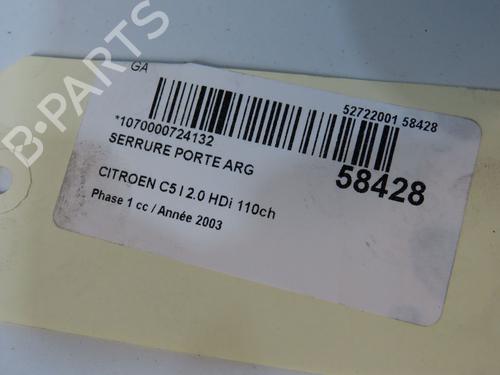 GA
52722001 58428
*1070000724132
SERRURE PORTE ARG
58428
CITROEN C5 I 2.0 HDi 110ch
Phase 1 cc / Année 2003
B-PARTS